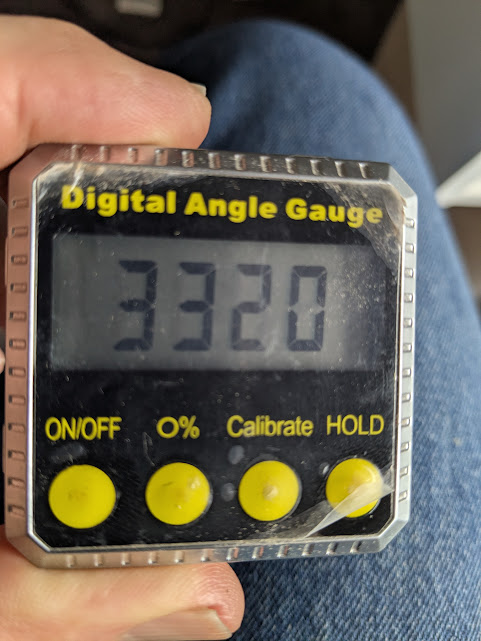 Digital Angle Gauge
3320
ON/OFF O% Calibrate HOLD